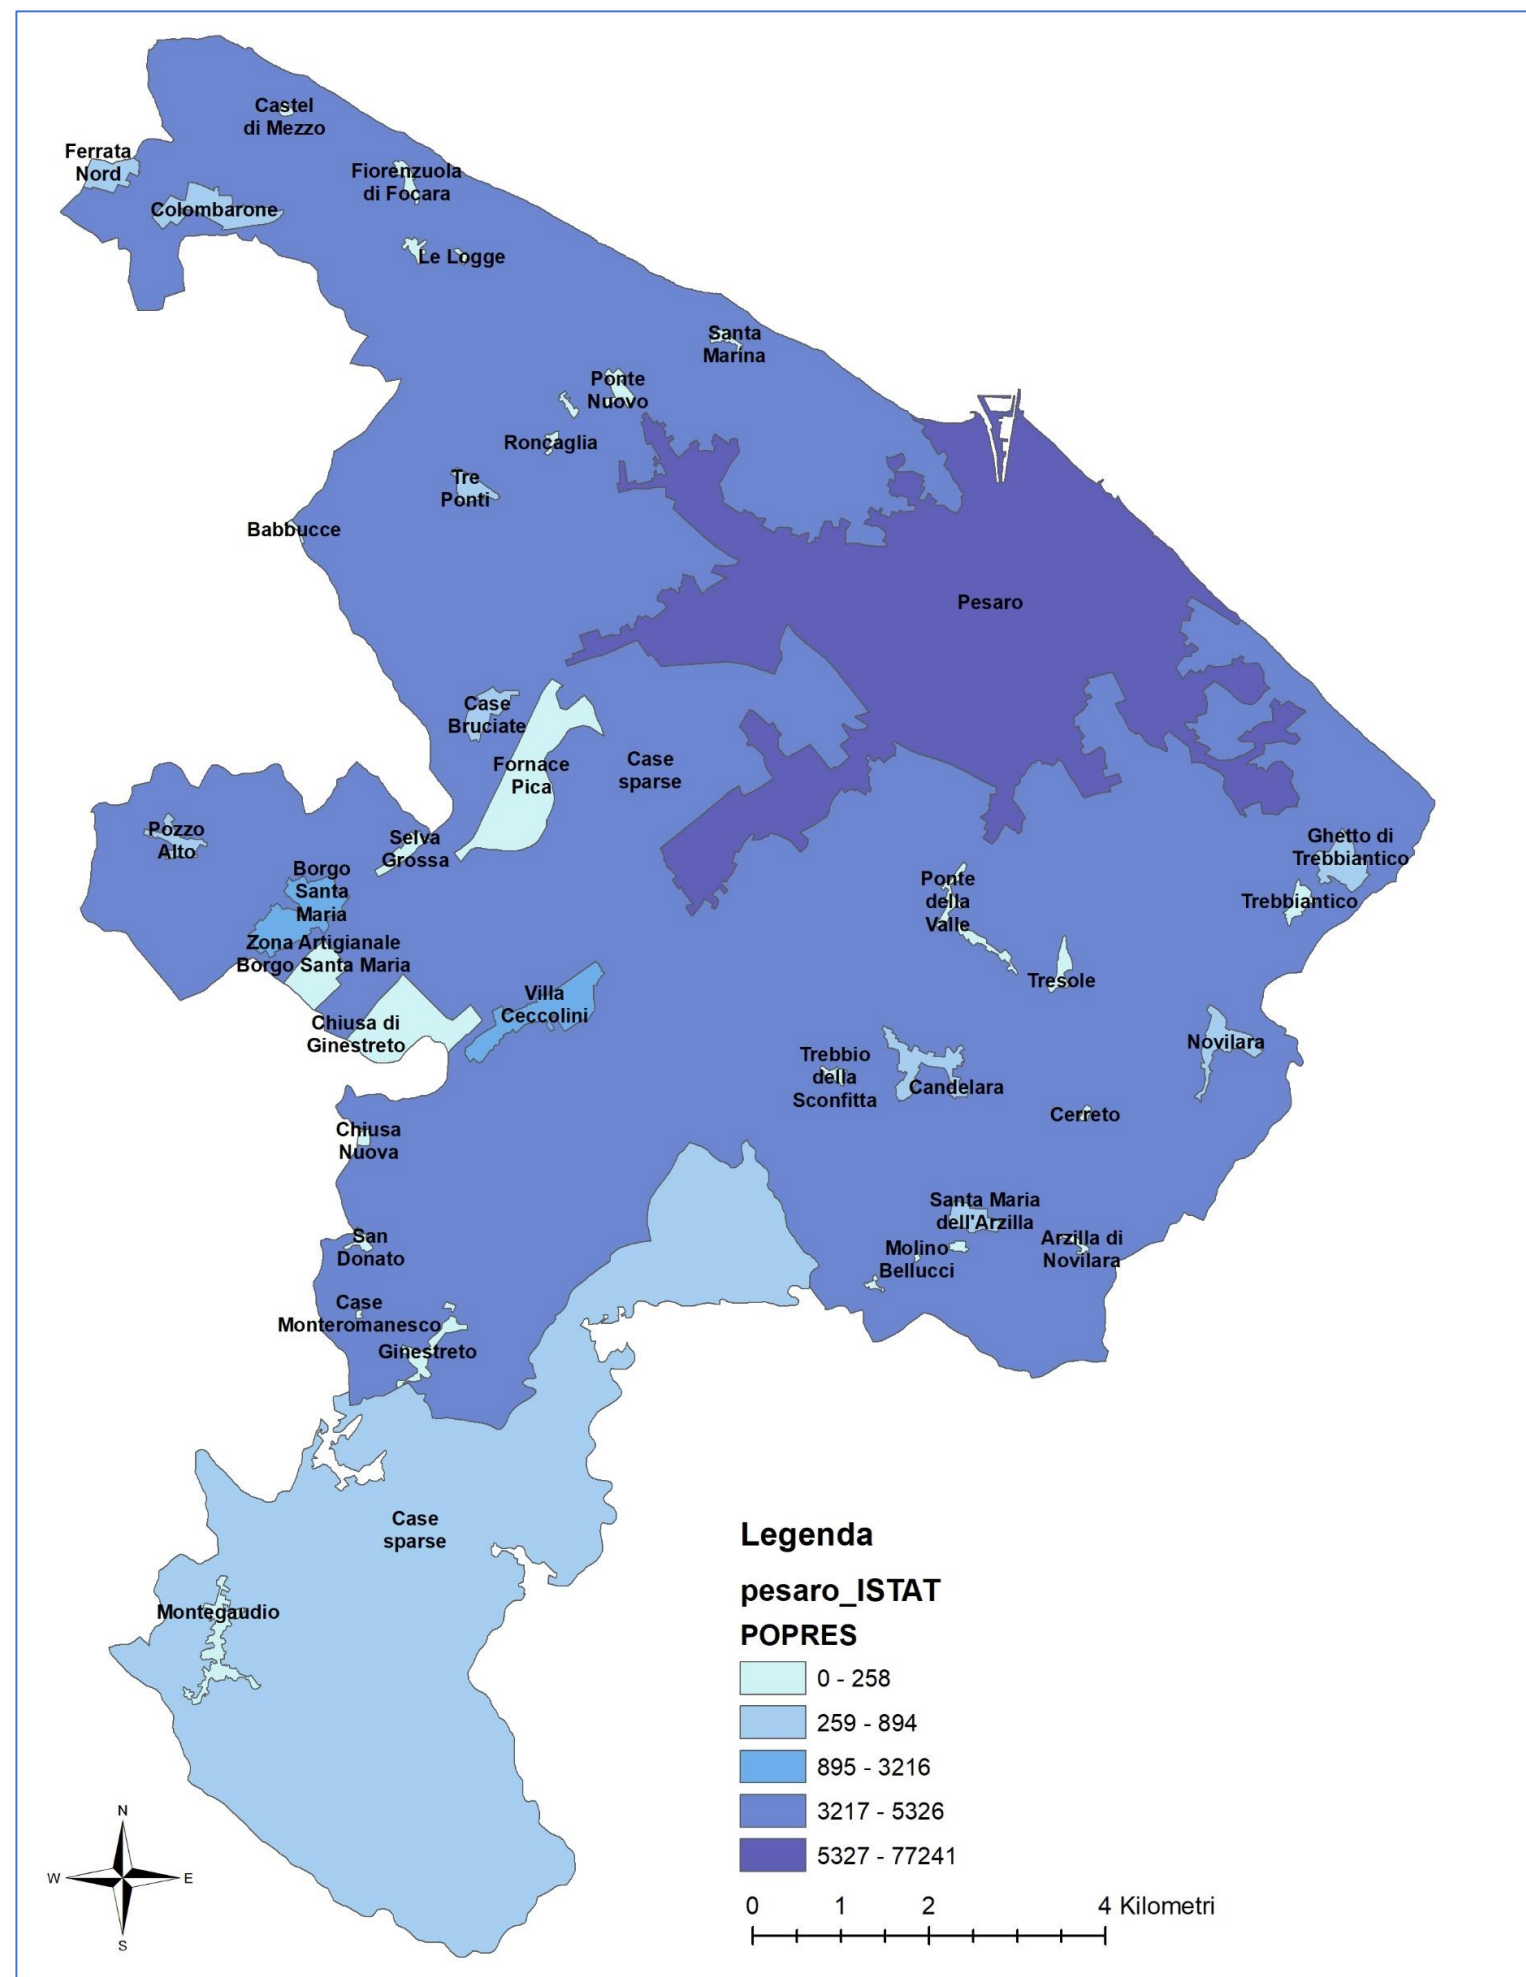 Castel
di Mezzo
Ferrata
Nord
Fiorenzuola
di Focara
Colombarone
Le Logge
Santa
Marina
Ponte
Nuovo
Roncaglia
Tre
Ponti
Babbucce
Pesaro
Case
Bruciate
Fornace
Pica
Case
sparse
Pozzo
Alto
Selva
Grossa
Ghetto di
Trebbiantico
Borgo
Santa
Maria
Ponte
della
Valle
Trebbiantico
Zona Artigianale
Borgo Santa Maria
Tresole
Villa
Ceccolini
Chiusa di
Ginestreto
Novilara
Trebbio
della
Sconfitta
Candelara
Cerreto
Chiusa
Nuova
Santa Maria
dell'Arzilla
San
Donato
Molino
Bellucci
Arzilla di
Novilara
Case
Monteromanesco
Ginestreto
Case
sparse
Montegaudio
Legenda
pesaro_ISTAT
POPRES
0 - 258
259 - 894
895 - 3216
3217 - 5326
5327 - 77241
N
W E
S
0 1 2 4 Kilometri